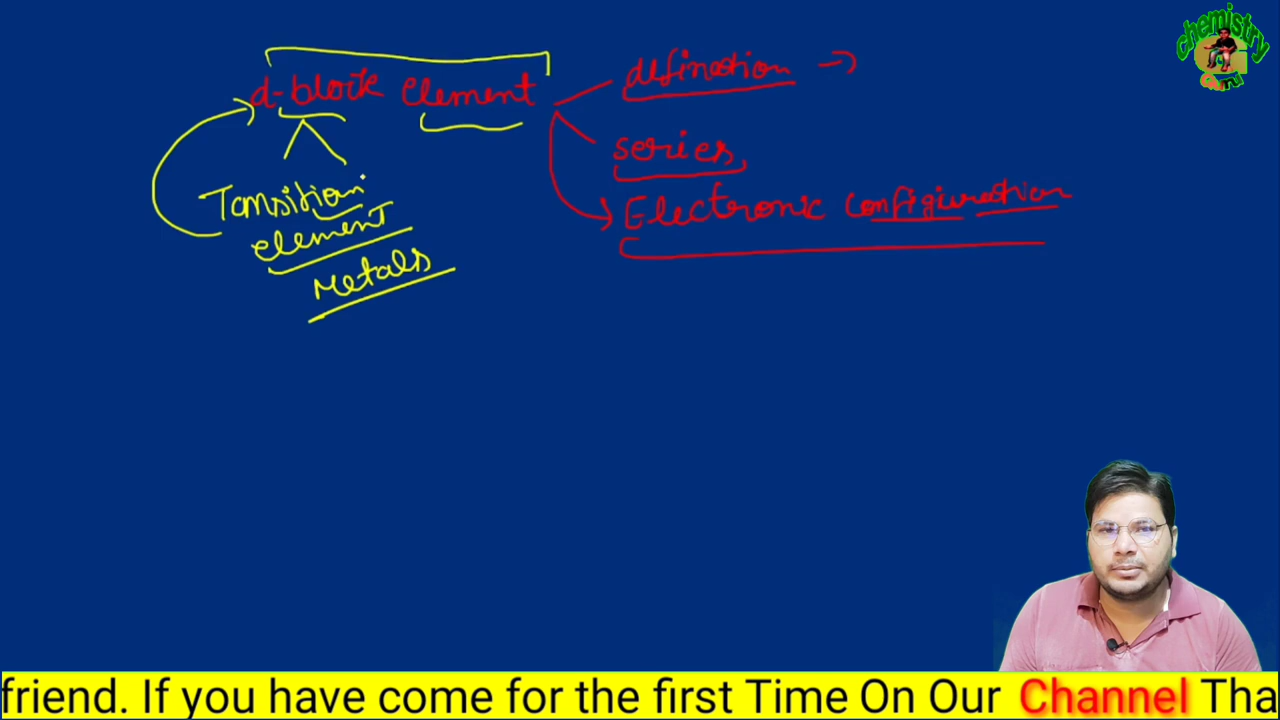 d-block element
defination →
series,
Electronic configuration
Transition
element
Metals
chemistry
friend. If you have come for the first Time On Our Channel Tha